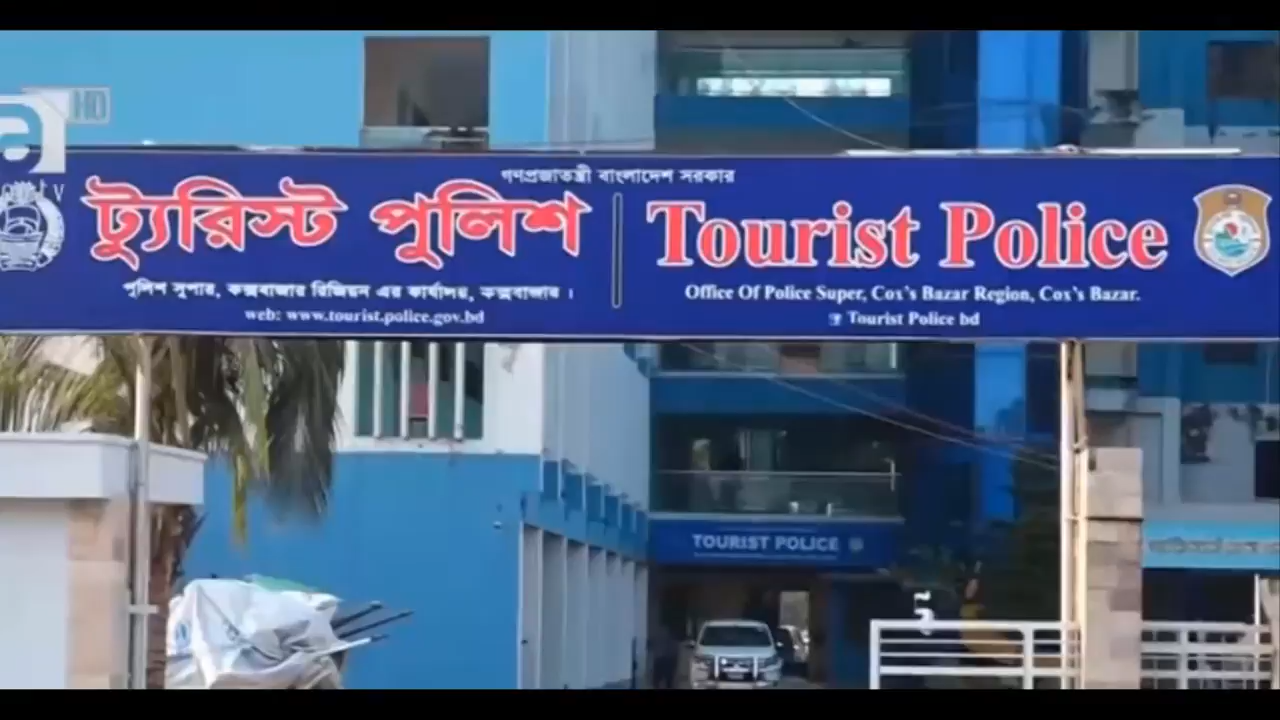 HD
গণপ্রজাতন্ত্রী বাংলাদেশ সরকার
ট্যুরিস্ট পুলিশ
পুলিশ সুপার, কক্সবাজার রিজিয়ন এর কার্যালয়, কক্সবাজার ।
web: www.tourist.police.gov.bd
Tourist Police
Office Of Police Super, Cox's Bazar Region, Cox's Bazar.
Tourist Police bd
TOURIST POLICE